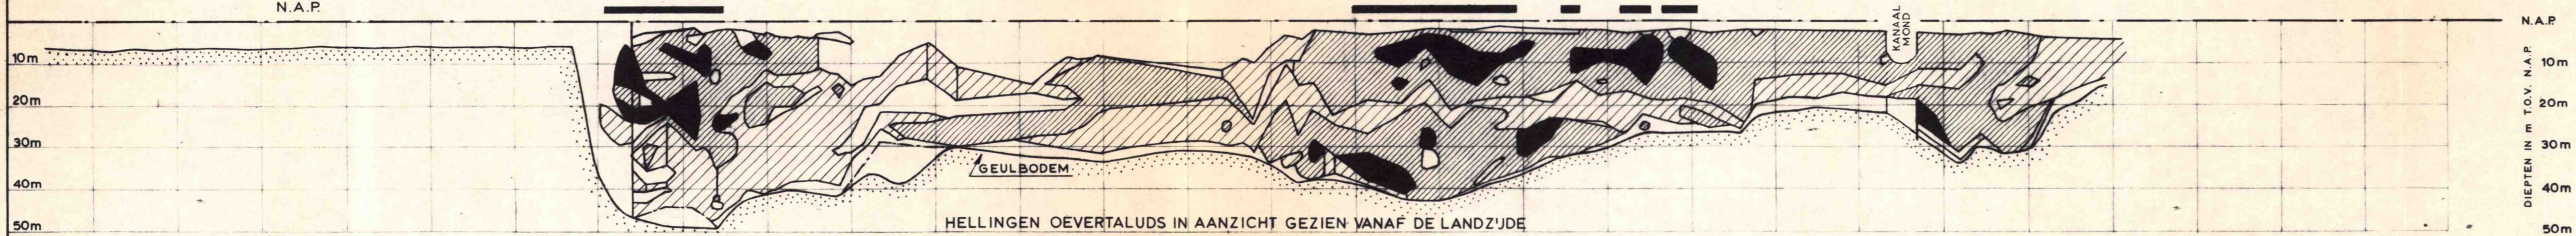 N.A.P.
N.A.P.
KANAAL
MOND
10m
20m
30m
40m
50m
10m
20m
30m
40m
50m
DIEPTEN IN m T.O.V. N.A.P.
GEULBODEM
HELLINGEN OEVERTALUDS IN AANZICHT GEZIEN VANAF DE LANDZIJDE